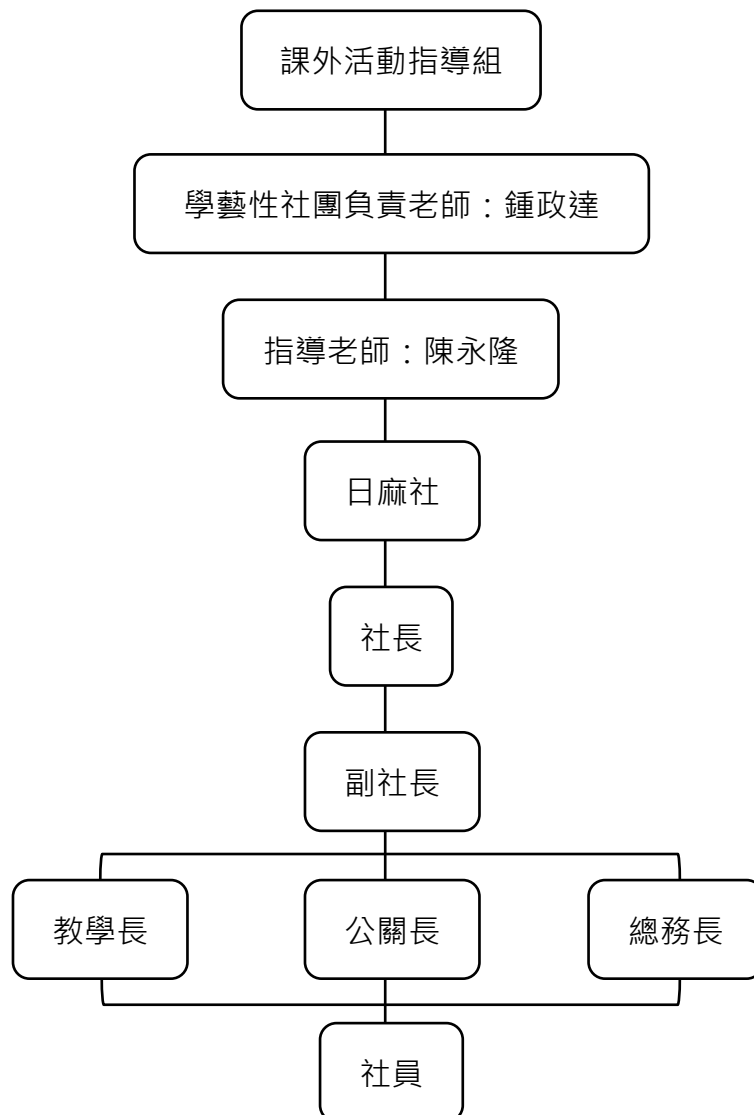 課外活動指導組
學藝性社團負責老師：鍾政達
指導老師：陳永隆
日麻社
社長
副社長
教學長
公關長
總務長
社員